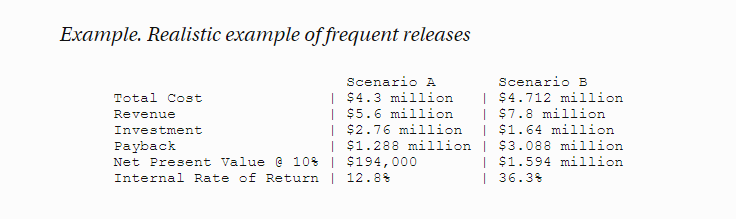 Example. Realistic example of frequent releases
Scenario A Scenario B
Total Cost | $4.3 million | $4.712 million
Revenue | $5.6 million | $7.8 million
Investment | $2.76 million | $1.64 million
Payback | $1.288 million | $3.088 million
Net Present Value @ 10% | $194,000 $1.594 million
Internal Rate of Return | 12.8% | 36.3%